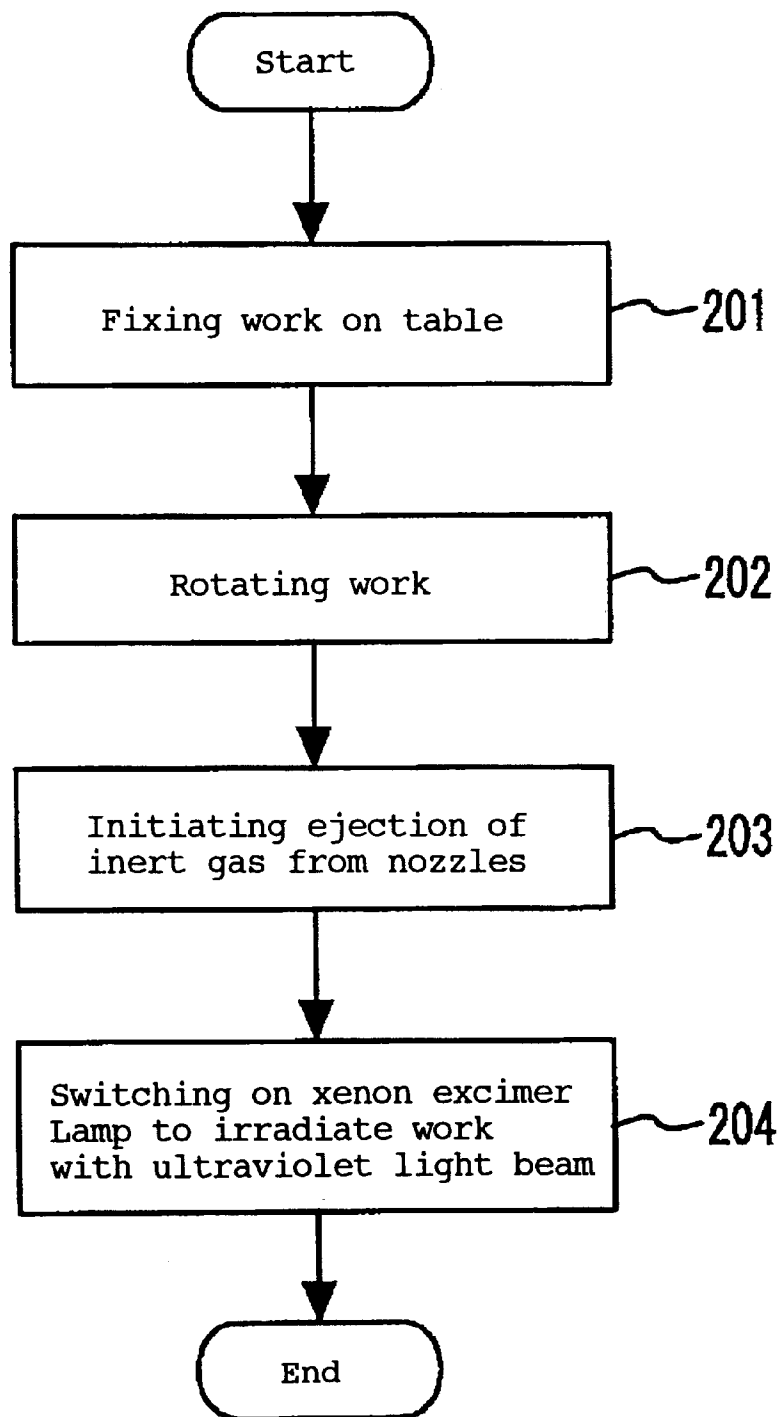 Start
Fixing work on table
201
Rotating work
202
Initiating ejection of
inert gas from nozzles
203
Switching on xenon excimer
Lamp to irradiate work
with ultraviolet light beam
204
End